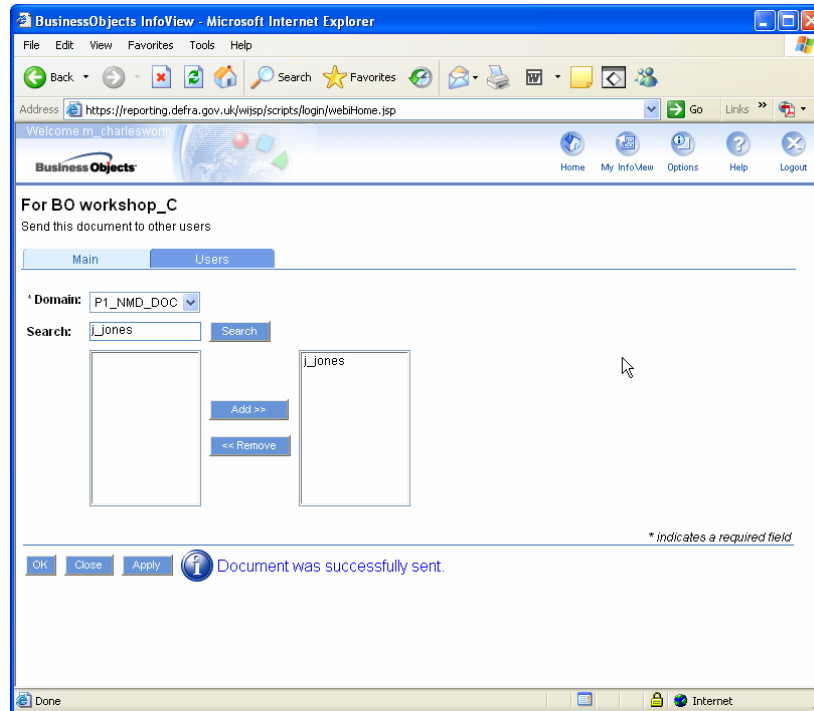 BusinessObjects InfoView - Microsoft Internet Explorer
File Edit View Favorites Tools Help
Back Search Favorites
Address https://reporting.defra.gov.uk/wijsp/scripts/login/webiHome.jsp Go Links »
Welcome m_charlesworth
Business Objects
Home My InfoView Options Help Logout
For BO workshop_C
Send this document to other users
Main Users
* Domain: P1_NMD_DOC
Search: j_jones Search
j_jones
Add >>
<< Remove
* indicates a required field
OK Close Apply Document was successfully sent.
Done Internet